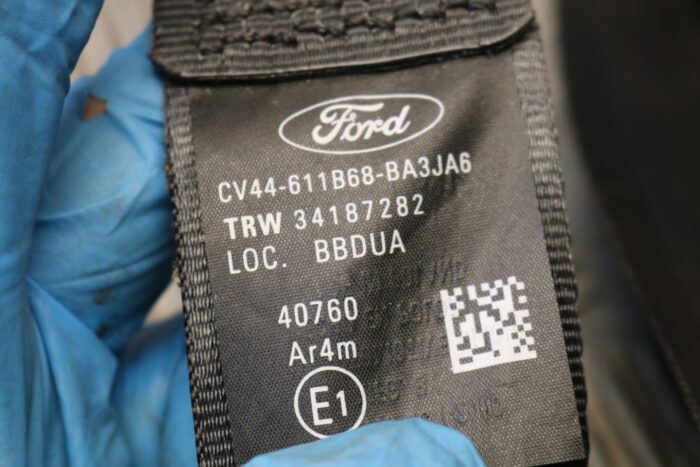 Ford
CV44-611B68-BA3JA6
TRW 34187282
LOC. BBDUA
40760
Ar4m
E1